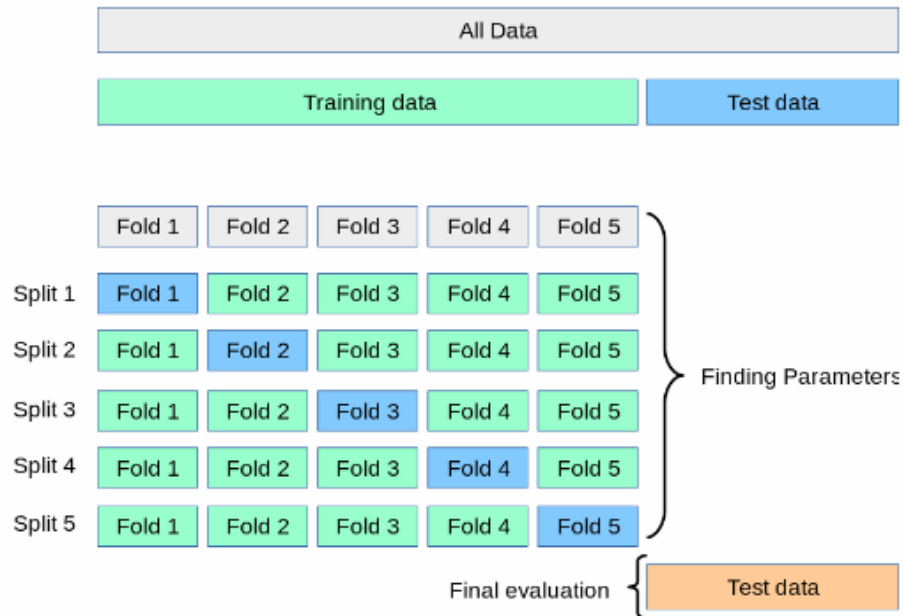 All Data
Training data Test data
Fold 1 Fold 2 Fold 3 Fold 4 Fold 5
Split 1 Fold 1 Fold 2 Fold 3 Fold 4 Fold 5
Split 2 Fold 1 Fold 2 Fold 3 Fold 4 Fold 5
Finding Parameters
Split 3 Fold 1 Fold 2 Fold 3 Fold 4 Fold 5
Split 4 Fold 1 Fold 2 Fold 3 Fold 4 Fold 5
Split 5 Fold 1 Fold 2 Fold 3 Fold 4 Fold 5
Final evaluation Test data